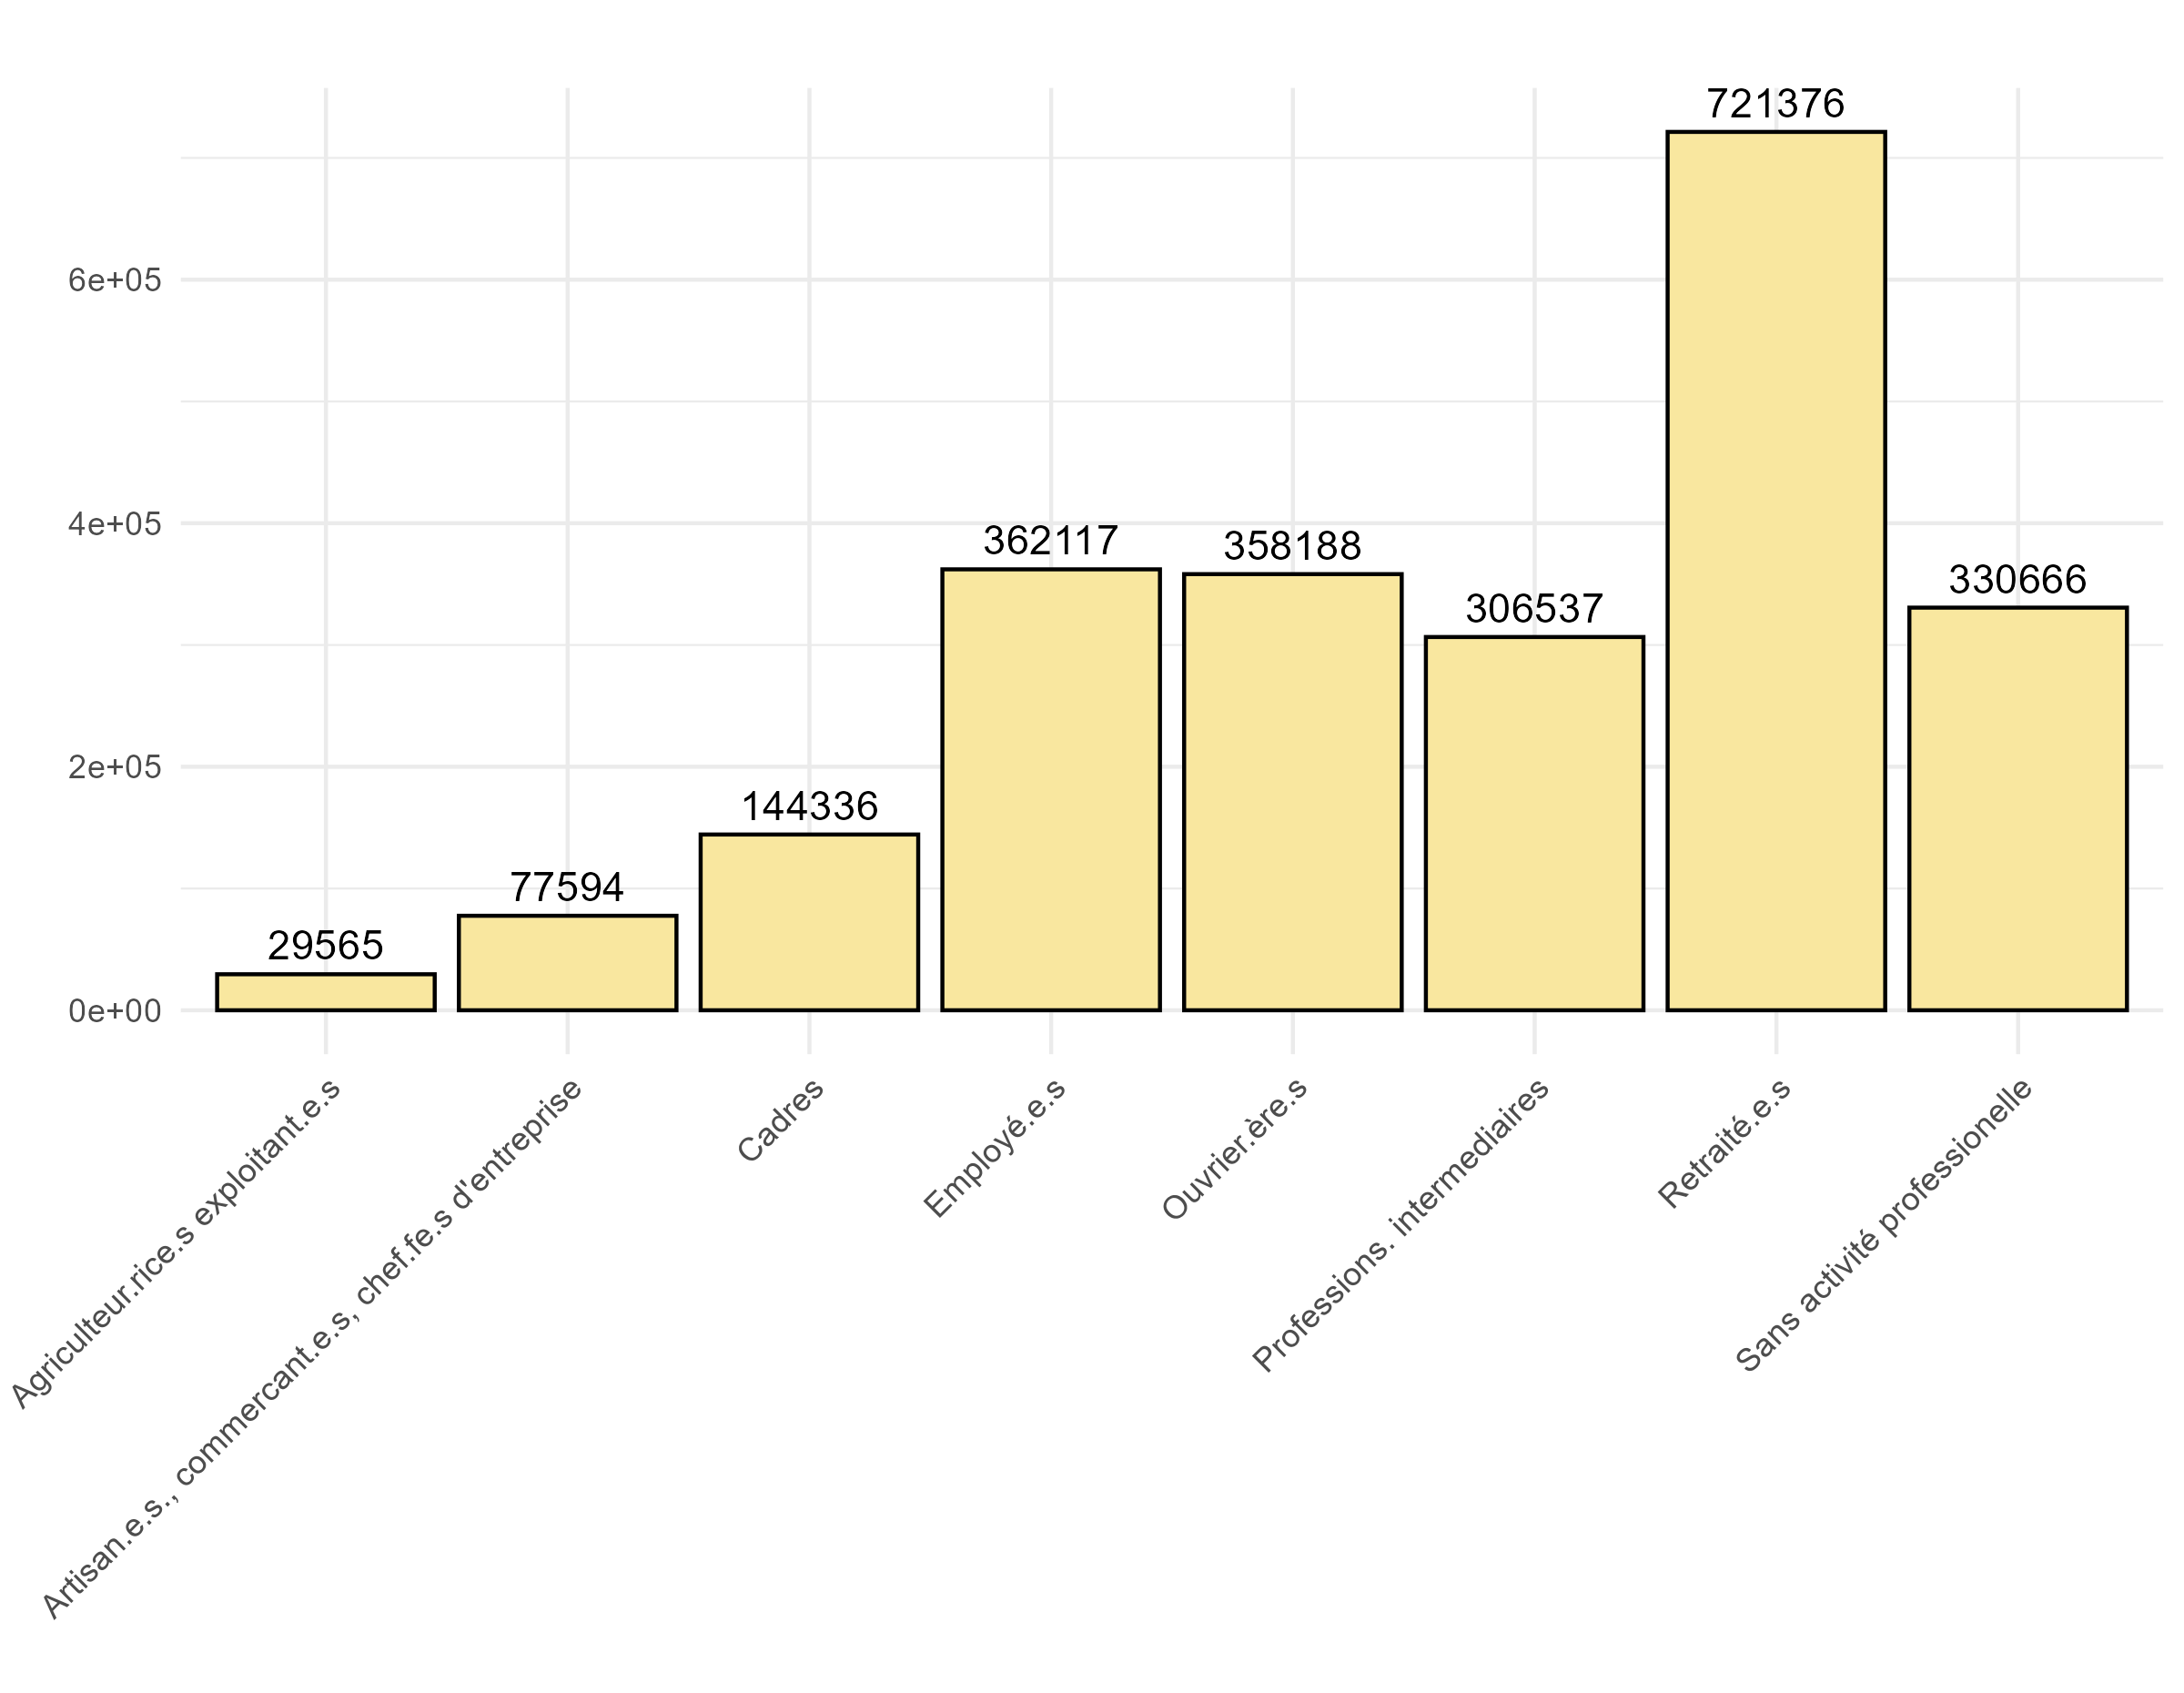 721376
6e+05
4e+05
362117
358188
330666
306537
2e+05
144336
77594
29565
0e+00
Agriculteur.rice.s exploïtant.e.s
Artisan.e.s., commercant.e.s, chef.fe.s d'entreprise
Cadres
Employé.e.s
Ouvrier.ère.s
Professions. intermediaires
Retraité.e.s
Sans activité professionelle